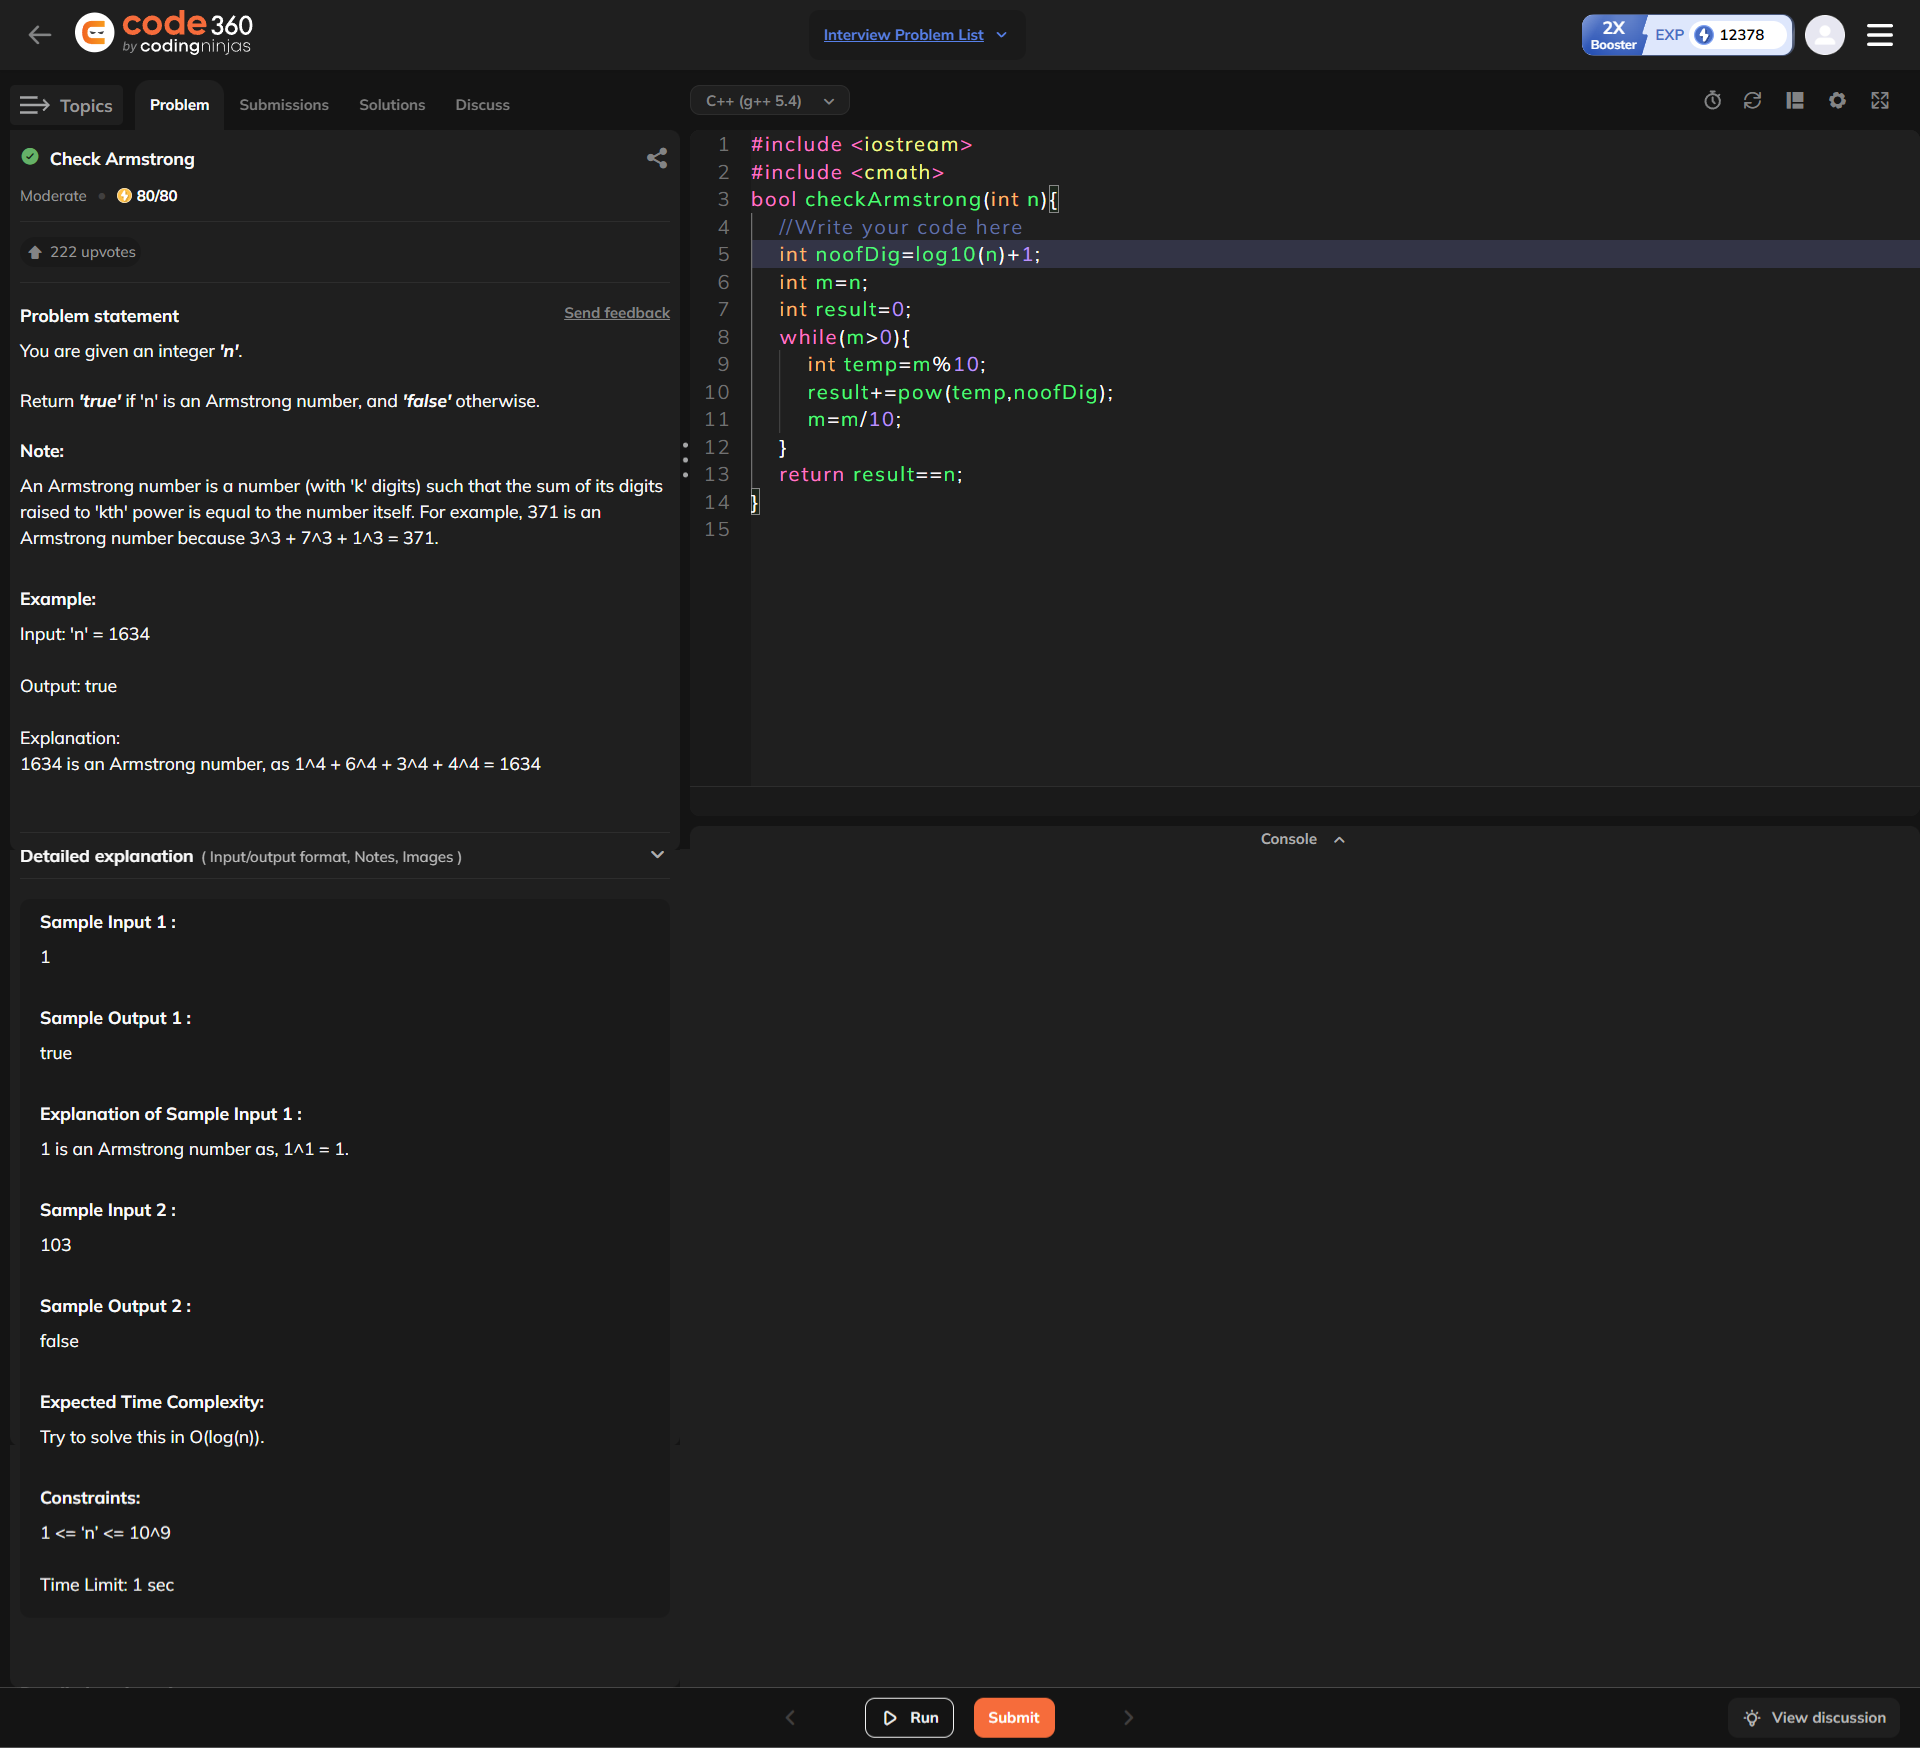 code 360
by codingninjas
Interview Problem List
2X
Booster
EXP 12378
Topics
Problem
Submissions
Solutions
Discuss
C++ (g++ 5.4)
Check Armstrong
Moderate
80/80
222 upvotes
Problem statement
Send feedback
You are given an integer 'n'.
Return 'true' if 'n' is an Armstrong number, and 'false' otherwise.
Note:
An Armstrong number is a number (with 'k' digits) such that the sum of its digits
raised to 'kth' power is equal to the number itself. For example, 371 is an
Armstrong number because 3^3 + 7^3 + 1^3 = 371.
Example:
Input: 'n' = 1634
Output: true
Explanation:
1634 is an Armstrong number, as 1^4 + 6^4 + 3^4 + 4^4 = 1634
Detailed explanation ( Input/output format, Notes, Images )
Sample Input 1 :
1
Sample Output 1 :
true
Explanation of Sample Input 1 :
1 is an Armstrong number as, 1^1 = 1.
Sample Input 2 :
103
Sample Output 2 :
false
Expected Time Complexity:
Try to solve this in O(log(n)).
Constraints:
1 <= 'n' <= 10^9
Time Limit: 1 sec
1 #include <iostream>
2 #include <cmath>
3 bool checkArmstrong(int n){
4 //Write your code here
5 int noofDig=log10(n)+1;
6 int m=n;
7 int result=0;
8 while(m>0){
9 int temp=m%10;
10 result+=pow(temp,noofDig);
11 m=m/10;
12 }
13 return result==n;
14 }
15
Console
Run
Submit
View discussion